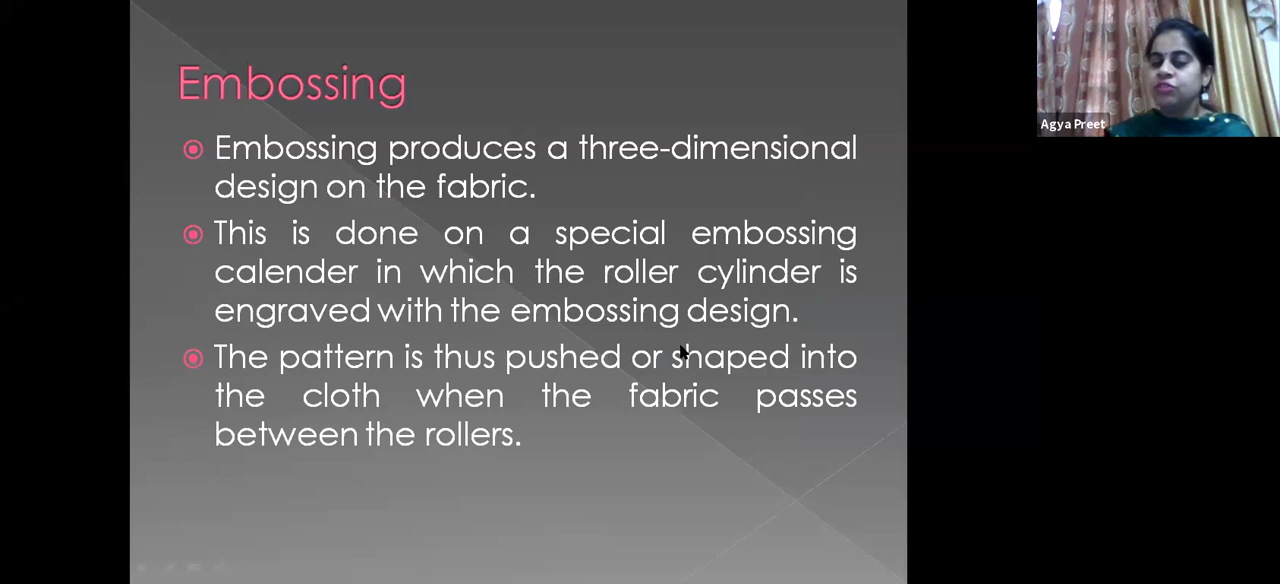 Embossing
Embossing produces a three-dimensional
design on the fabric.
This is done on a special embossing
calender in which the roller cylinder is
engraved with the embossing design.
The pattern is thus pushed or shaped into
the cloth when the fabric passes
between the rollers.
Agya Preet